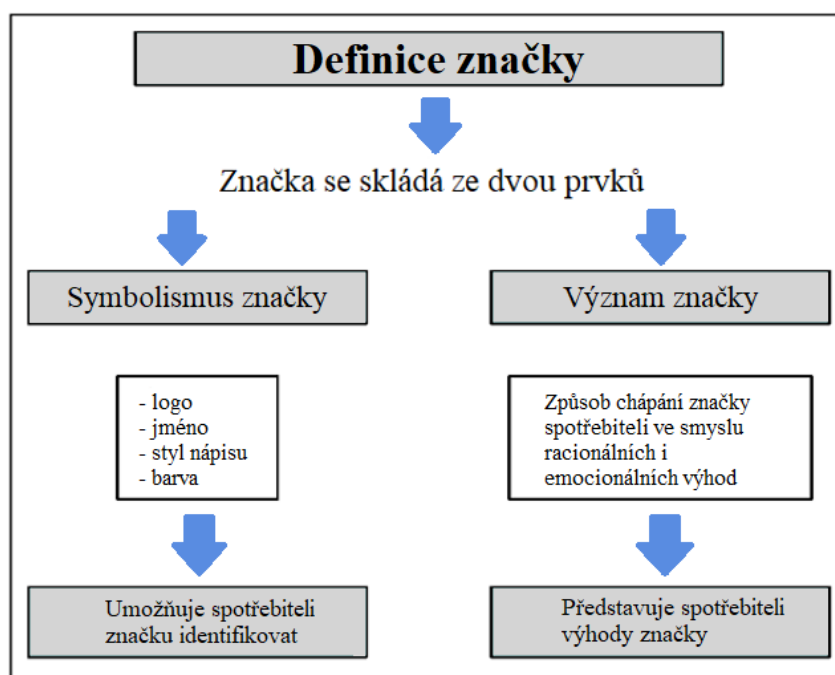 Definice značky
Značka se skládá ze dvou prvků
Symbolismus značky
- logo
- jméno
- styl nápisu
- barva
Umožňuje spotřebiteli
značku identifikovat
Význam značky
Způsob chápání značky
spotřebiteli ve smyslu
racionálních i
emocionálních výhod
Představuje spotřebiteli
výhody značky